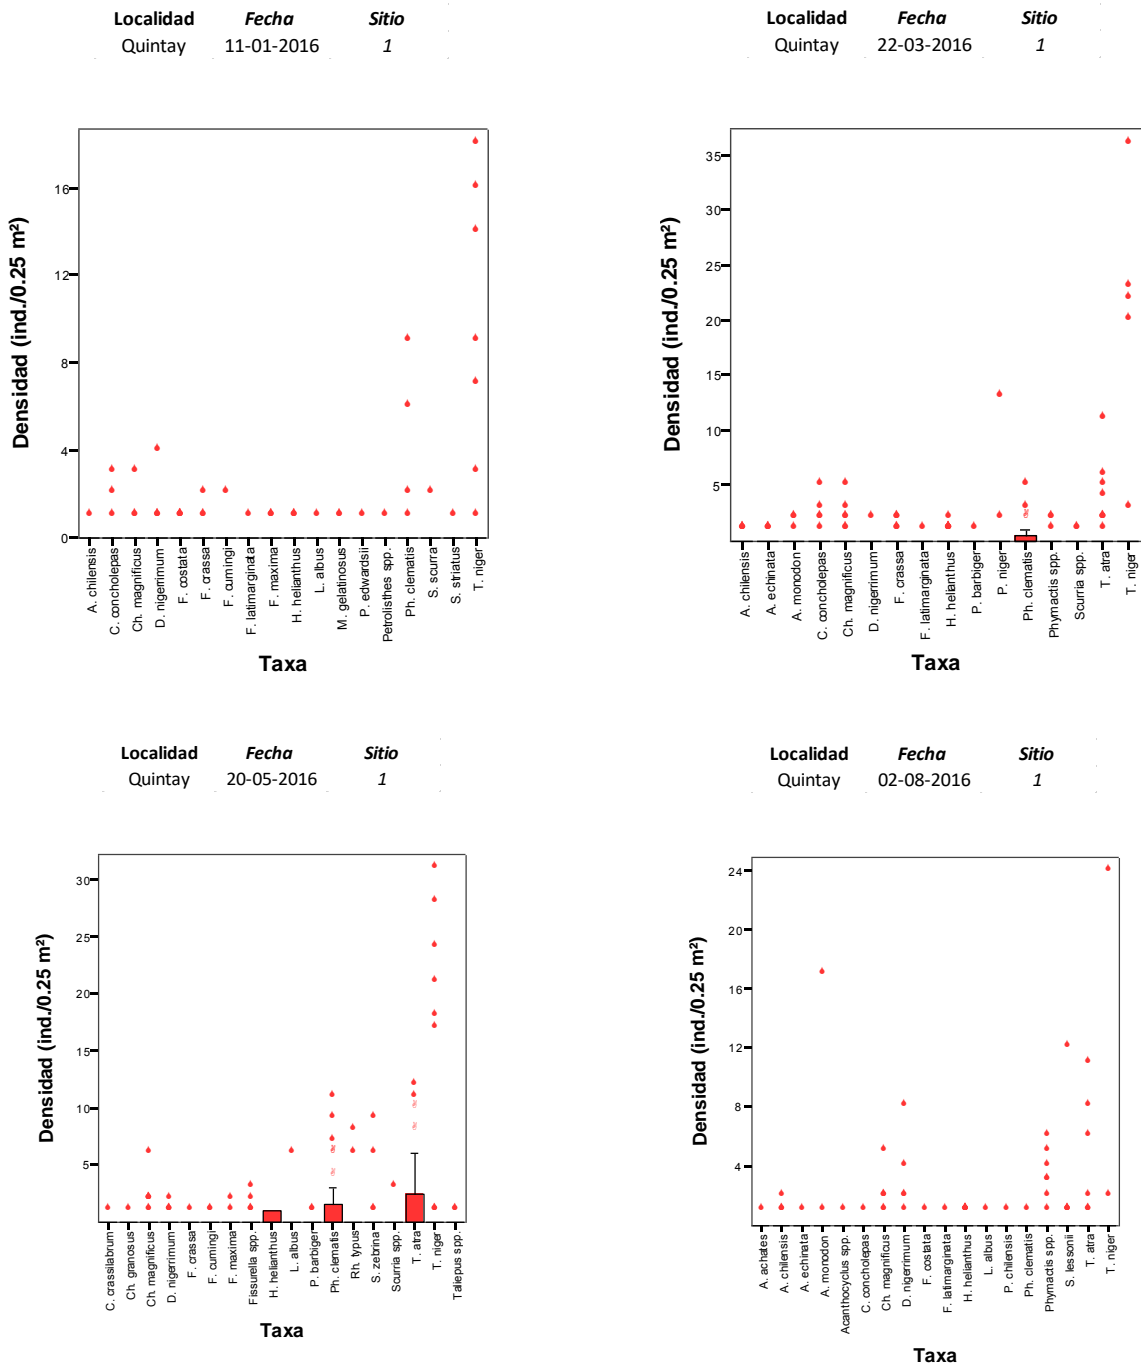 Localidad Fecha Sitio
Quintay 11-01-2016 1
Densidad (ind./0.25 m²)
16
12
8
4
0
A. chilensis
C. concholepas
Ch. magnificus
D. nigerrimum
F. costata
F. crassa
F. cumingi
F. latimarginata
F. maxima
H. helianthus
L. albus
M. gelatinosus
P. edwardsii
Petrolisthes spp.
Ph. clematis
S. scurra
S. striatus
T. niger
Taxa
Localidad Fecha Sitio
Quintay 22-03-2016 1
Densidad (ind./0.25 m²)
35
30
25
20
15
10
5
A. chilensis
A. echinata
A. monodon
C. concholepas
Ch. magnificus
D. nigerrimum
F. crassa
F. latimarginata
H. helianthus
P. barbiger
P. niger
Ph. clematis
Phymactis spp.
Scurria spp.
T. atra
T. niger
Taxa
Localidad Fecha Sitio
Quintay 20-05-2016 1
Densidad (ind./0.25 m²)
30
25
20
15
10
5
C. crassilabrum
Ch. granosus
Ch. magnificus
D. nigerrimum
F. crassa
F. cumingi
F. maxima
Fissurella spp.
H. helianthus
L. albus
P. barbiger
Ph. clematis
Rh. typus
S. zebrina
Scurria spp.
T. atra
T. niger
Taliepus spp.
Taxa
Localidad Fecha Sitio
Quintay 02-08-2016 1
Densidad (ind./0.25 m²)
24
20
16
12
8
4
A. achates
A. chilensis
A. echinata
A. monodon
Acanthocyclus spp.
C. concholepas
Ch. magnificus
D. nigerrimum
F. costata
F. latimarginata
H. helianthus
L. albus
P. chilensis
Ph. clematis
Phymactis spp.
S. lessonii
T. atra
T. niger
Taxa